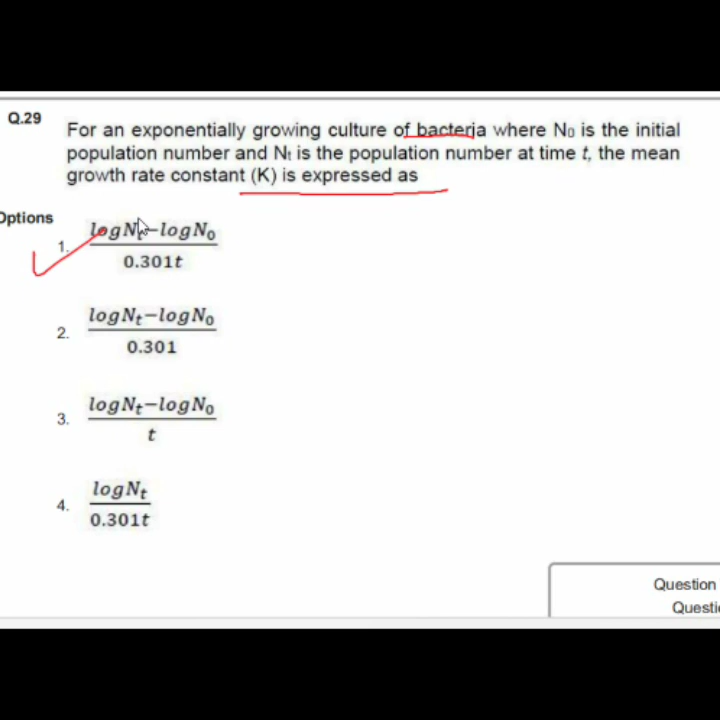 Q.29
For an exponentially growing culture of bacteria where N₀ is the initial
population number and Nₜ is the population number at time t, the mean
growth rate constant (K) is expressed as
Options
1. logNₜ−logN₀
0.301t
2. logNₜ−logN₀
0.301
3. logNₜ−logN₀
t
4. logNₜ
0.301t
Question
Questi